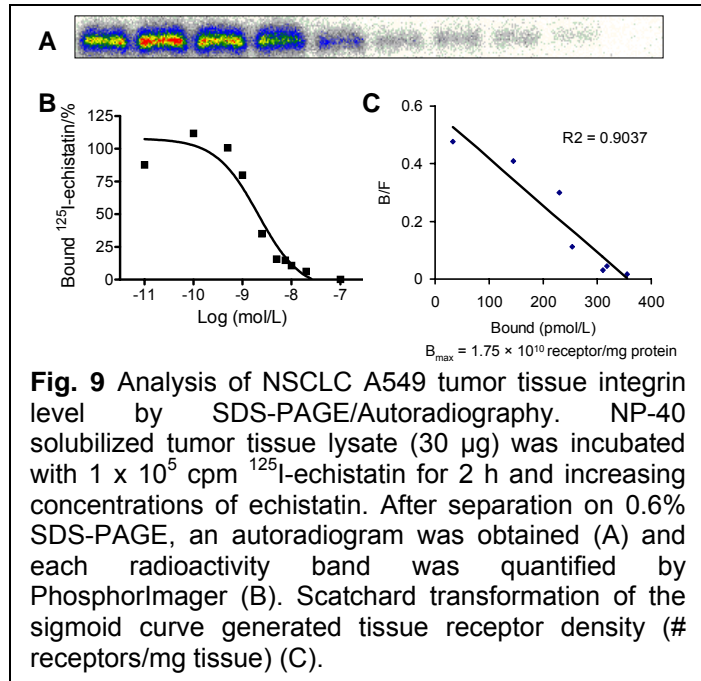 A
B
C
Bound ¹²⁵I-echistatin/%
125
100
75
50
25
0
-11 -10 -9 -8 -7
Log (mol/L)
B/F
0.6
0.4
0.2
0
R2 = 0.9037
0 100 200 300 400
Bound (pmol/L)
Bmax = 1.75 × 10¹⁰ receptor/mg protein
Fig. 9 Analysis of NSCLC A549 tumor tissue integrin
level by SDS-PAGE/Autoradiography. NP-40
solubilized tumor tissue lysate (30 µg) was incubated
with 1 x 10⁵ cpm ¹²⁵I-echistatin for 2 h and increasing
concentrations of echistatin. After separation on 0.6%
SDS-PAGE, an autoradiogram was obtained (A) and
each radioactivity band was quantified by
PhosphorImager (B). Scatchard transformation of the
sigmoid curve generated tissue receptor density (#
receptors/mg tissue) (C).